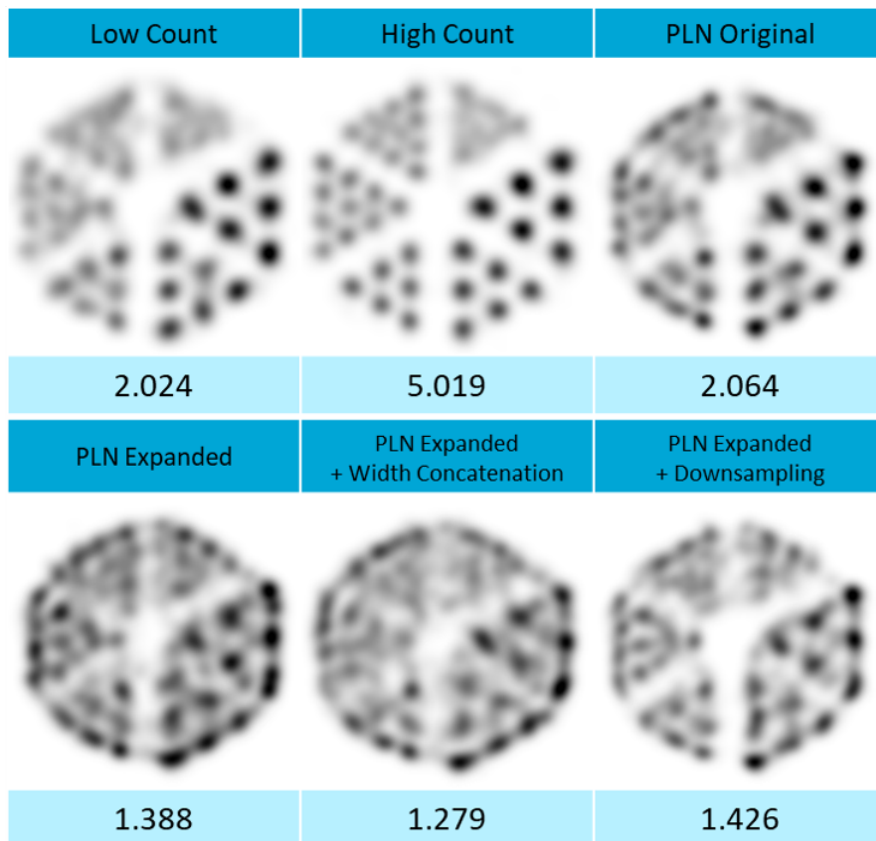 Low Count
High Count
PLN Original
2.024
5.019
2.064
PLN Expanded
PLN Expanded
+ Width Concatenation
PLN Expanded
+ Downsampling
1.388
1.279
1.426